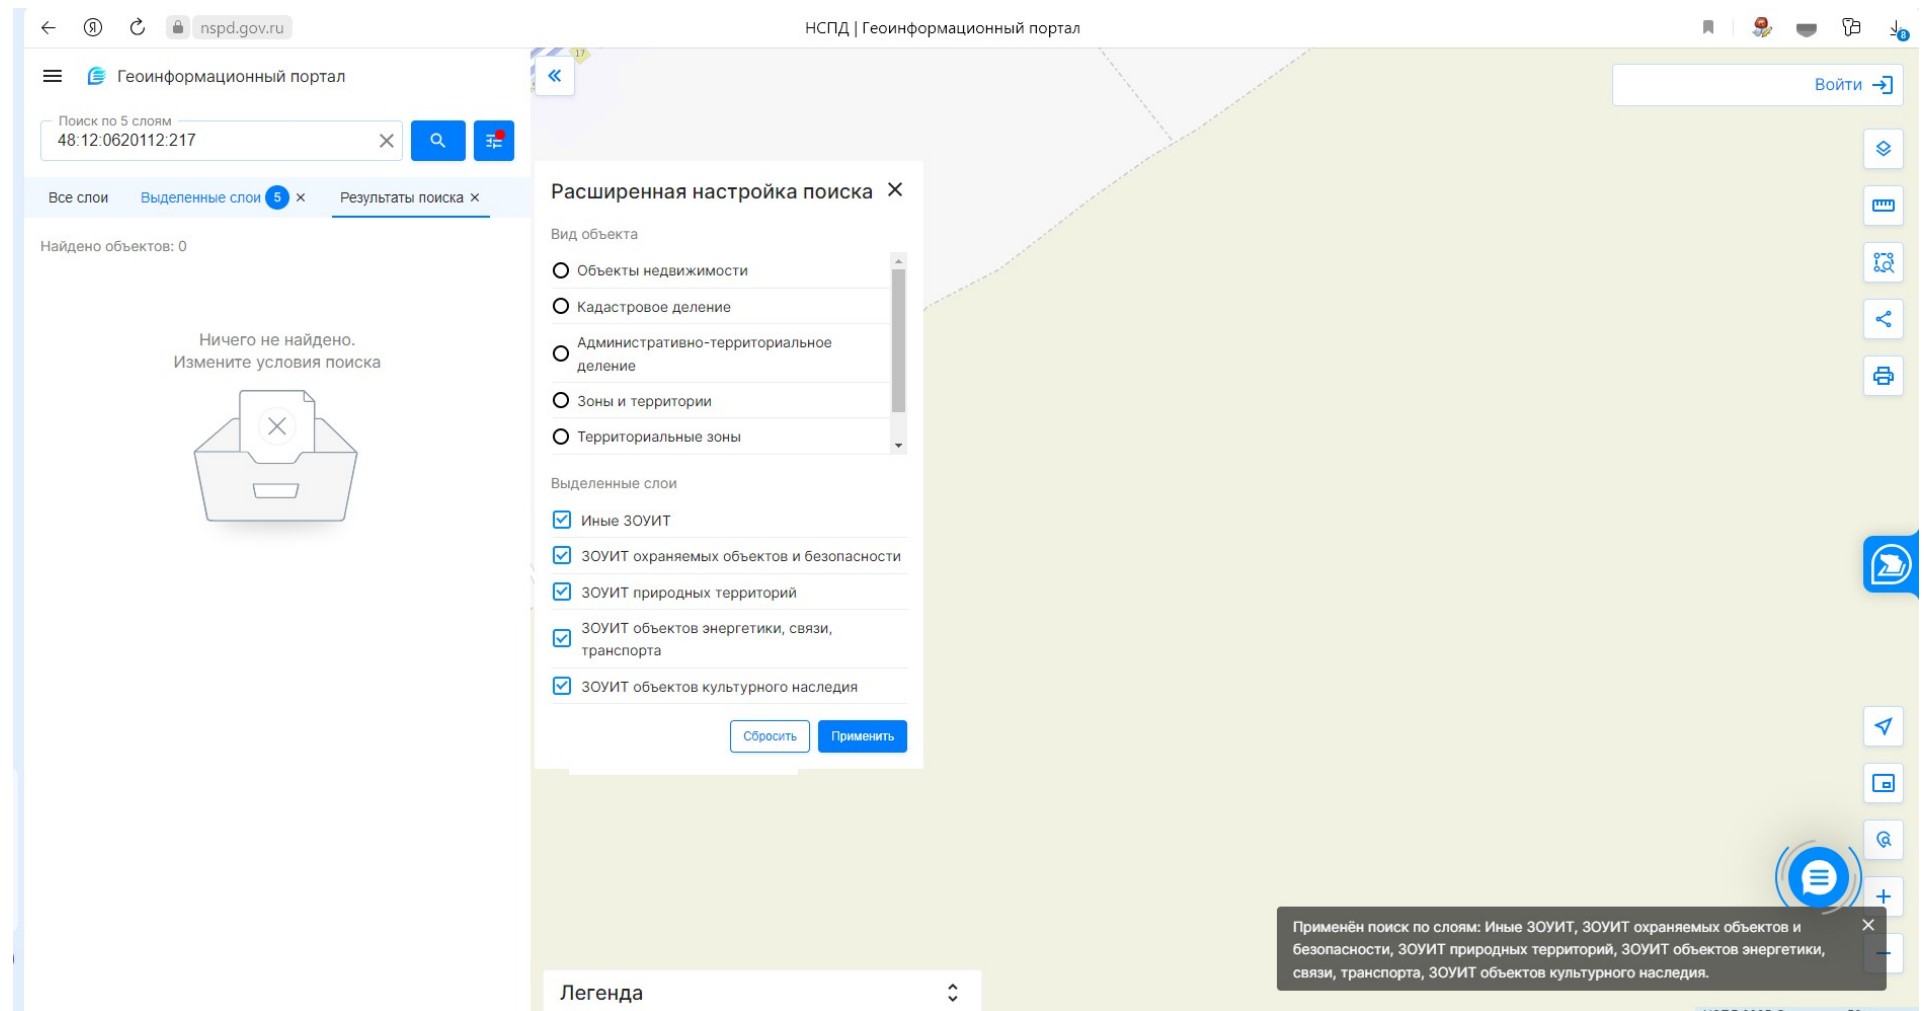 nspd.gov.ru
НСПД | Геоинформационный портал
8
Геоинформационный портал
Поиск по 5 слоям
48:12:0620112:217
Все слои
Выделенные слои 5
Результаты поиска
Найдено объектов: 0
Ничего не найдено.
Измените условия поиска
17
Войти
Расширенная настройка поиска
Вид объекта
Объекты недвижимости
Кадастровое деление
Административно-территориальное
деление
Зоны и территории
Территориальные зоны
Выделенные слои
Иные ЗОУИТ
ЗОУИТ охраняемых объектов и безопасности
ЗОУИТ природных территорий
ЗОУИТ объектов энергетики, связи,
транспорта
ЗОУИТ объектов культурного наследия
Сбросить
Применить
Легенда
Применён поиск по слоям: Иные ЗОУИТ, ЗОУИТ охраняемых объектов и
безопасности, ЗОУИТ природных территорий, ЗОУИТ объектов энергетики,
связи, транспорта, ЗОУИТ объектов культурного наследия.